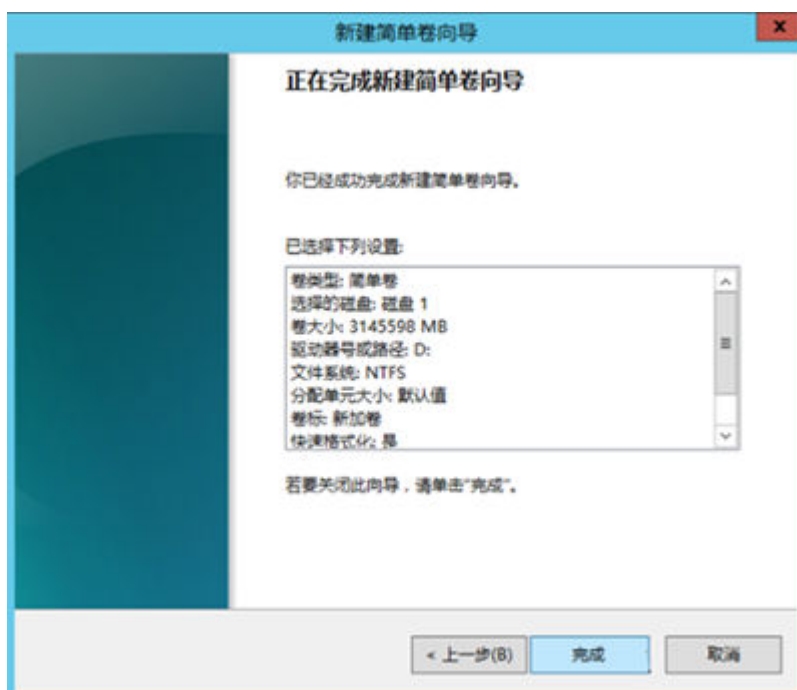 新建简单卷向导
x
正在完成新建简单卷向导
你已经成功完成新建简单卷向导。
已选择下列设置:
卷类型: 简单卷
选择的磁盘: 磁盘 1
卷大小: 3145598 MB
驱动器号或路径: D:
文件系统: NTFS
分配单元大小: 默认值
卷标: 新加卷
快速格式化: 是
若要关闭此向导，请单击"完成"。
< 上一步(B)
完成
取消